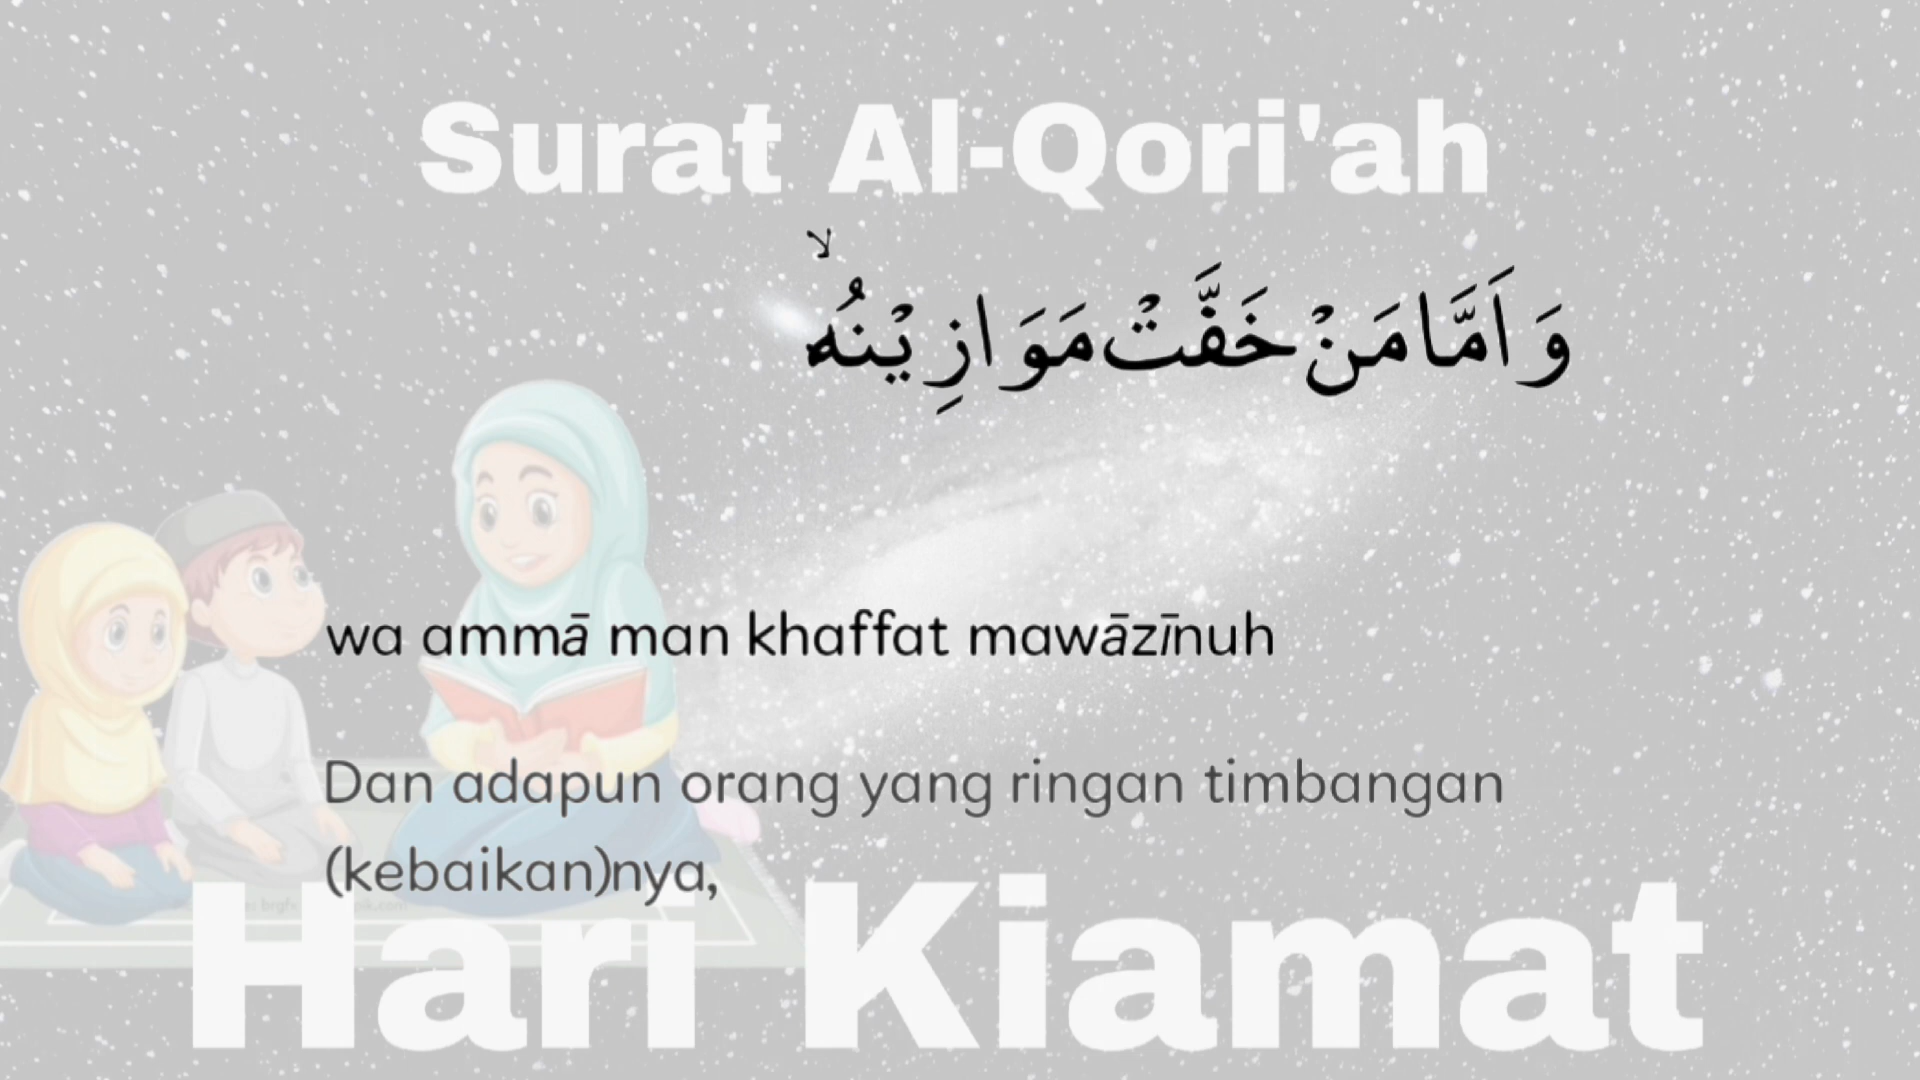 Surat Al-Qori'ah
وَاَمَّا مَنْ خَفَّتْ مَوَازِيْنُهٗۙ
wa ammā man khaffat mawāzīnuh
Dan adapun orang yang ringan timbangan
(kebaikan)nya,
Hari Kiamat